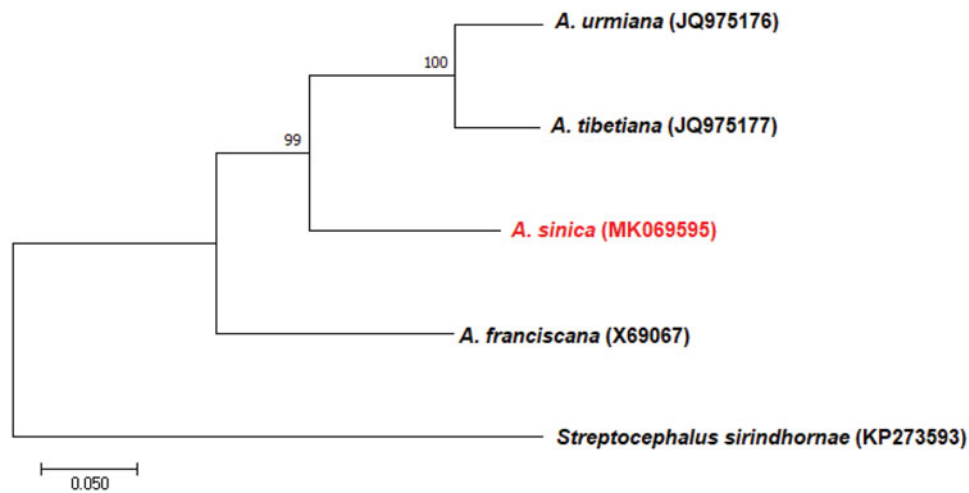 A. urmiana (JQ975176)
100
A. tibetiana (JQ975177)
99
A. sinica (MK069595)
A. franciscana (X69067)
Streptocephalus sirindhornae (KP273593)
0.050